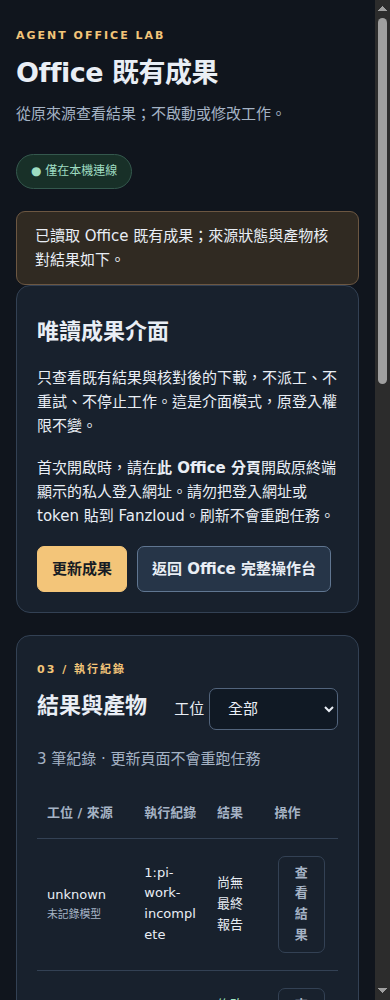 AGENT OFFICE LAB
Office 既有成果
從原來源查看結果；不啟動或修改工作。
● 僅在本機連線
已讀取 Office 既有成果；來源狀態與產物核
對結果如下。
唯讀成果介面
只查看既有結果與核對後的下載，不派工、不
重試、不停止工作。這是介面模式，原登入權
限不變。
首次開啟時，請在此 Office 分頁開啟原終端
顯示的私人登入網址。請勿把登入網址或
token 貼到 Fanzloud。刷新不會重跑任務。
更新成果
返回 Office 完整操作台
03 / 執行紀錄
結果與產物
工位
全部
3 筆紀錄 · 更新頁面不會重跑任務
工位 / 來源 執行紀錄 結果 操作
unknown
未記錄模型
1:pi-
work-
incompl
ete
尚無
最終
報告
查
看
結
果